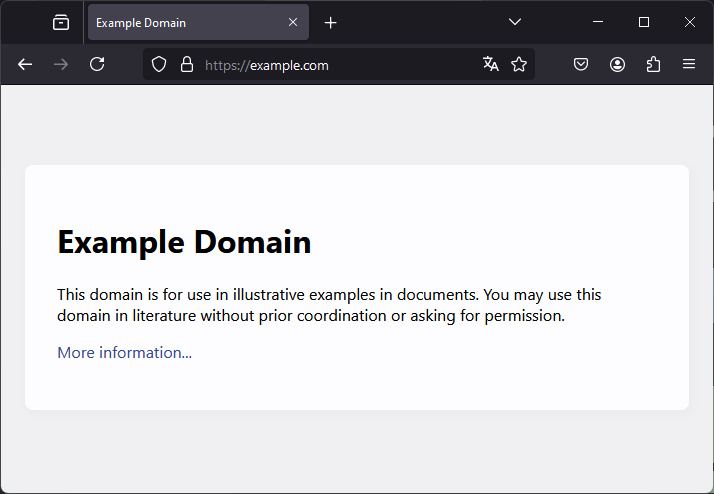 Example Domain
https://example.com
Example Domain
This domain is for use in illustrative examples in documents. You may use this
domain in literature without prior coordination or asking for permission.
More information...